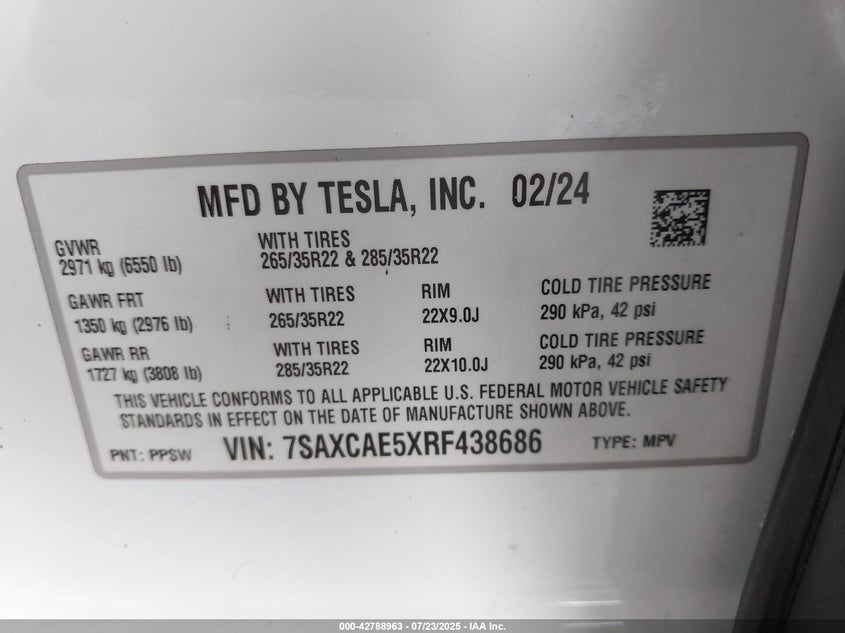 MFD BY TESLA, INC. 02/24
GVWR
2971 kg (6550 lb)
WITH TIRES
265/35R22 & 285/35R22
GAWR FRT
1350 kg (2976 lb)
WITH TIRES
265/35R22
RIM
22X9.0J
COLD TIRE PRESSURE
290 kPa, 42 psi
GAWR RR
1727 kg (3808 lb)
WITH TIRES
285/35R22
RIM
22X10.0J
COLD TIRE PRESSURE
290 kPa, 42 psi
THIS VEHICLE CONFORMS TO ALL APPLICABLE U.S. FEDERAL MOTOR VEHICLE SAFETY
STANDARDS IN EFFECT ON THE DATE OF MANUFACTURE SHOWN ABOVE.
PNT: PPSW VIN: 7SAXCAE5XRF438686 TYPE: MPV
000-42788963 - 07/23/2025 - IAA Inc.